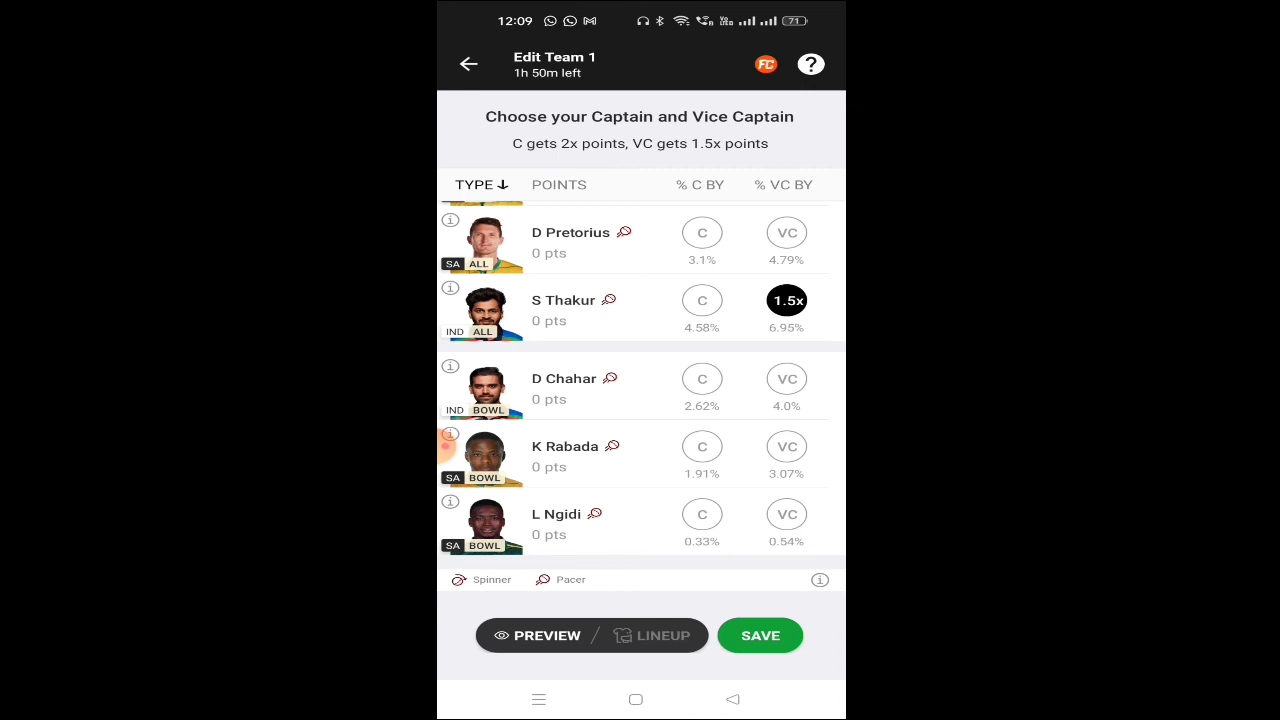 12:09 Vo LTE2 71
Edit Team 1
1h 50m left
FC ?
Choose your Captain and Vice Captain
C gets 2x points, VC gets 1.5x points
TYPE POINTS % C BY % VC BY
D Pretorius C VC
0 pts 3.1% 4.79%
SA ALL
S Thakur C 1.5x
0 pts 4.58% 6.95%
IND ALL
D Chahar C VC
0 pts 2.62% 4.0%
IND BOWL
K Rabada C VC
0 pts 1.91% 3.07%
SA BOWL
L Ngidi C VC
0 pts 0.33% 0.54%
SA BOWL
Spinner Pacer
PREVIEW / LINEUP SAVE